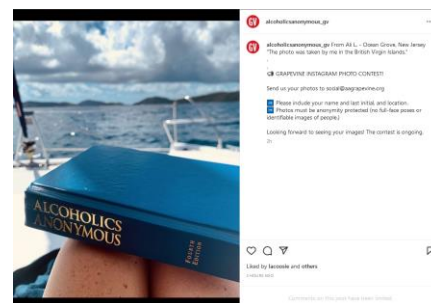 alcoholicsanonymous_gv
alcoholicsanonymous_gv From Ali L. - Ocean Grove, New Jersey
"The photo was taken by me in the British Virgin Islands."
.
.
GRAPEVINE INSTAGRAM PHOTO CONTEST!
Send us your photos to social@aagrapevine.org
Please include your name and last initial, and location.
Photos must be anonymity protected (no full-face poses or
identifiable images of people.)
Looking forward to seeing your images! The contest is ongoing.
2h
ALCOHOLICS
ANONYMOUS
FOURTH
EDITION
Liked by lacossle and others
Comments on this post have been limited.